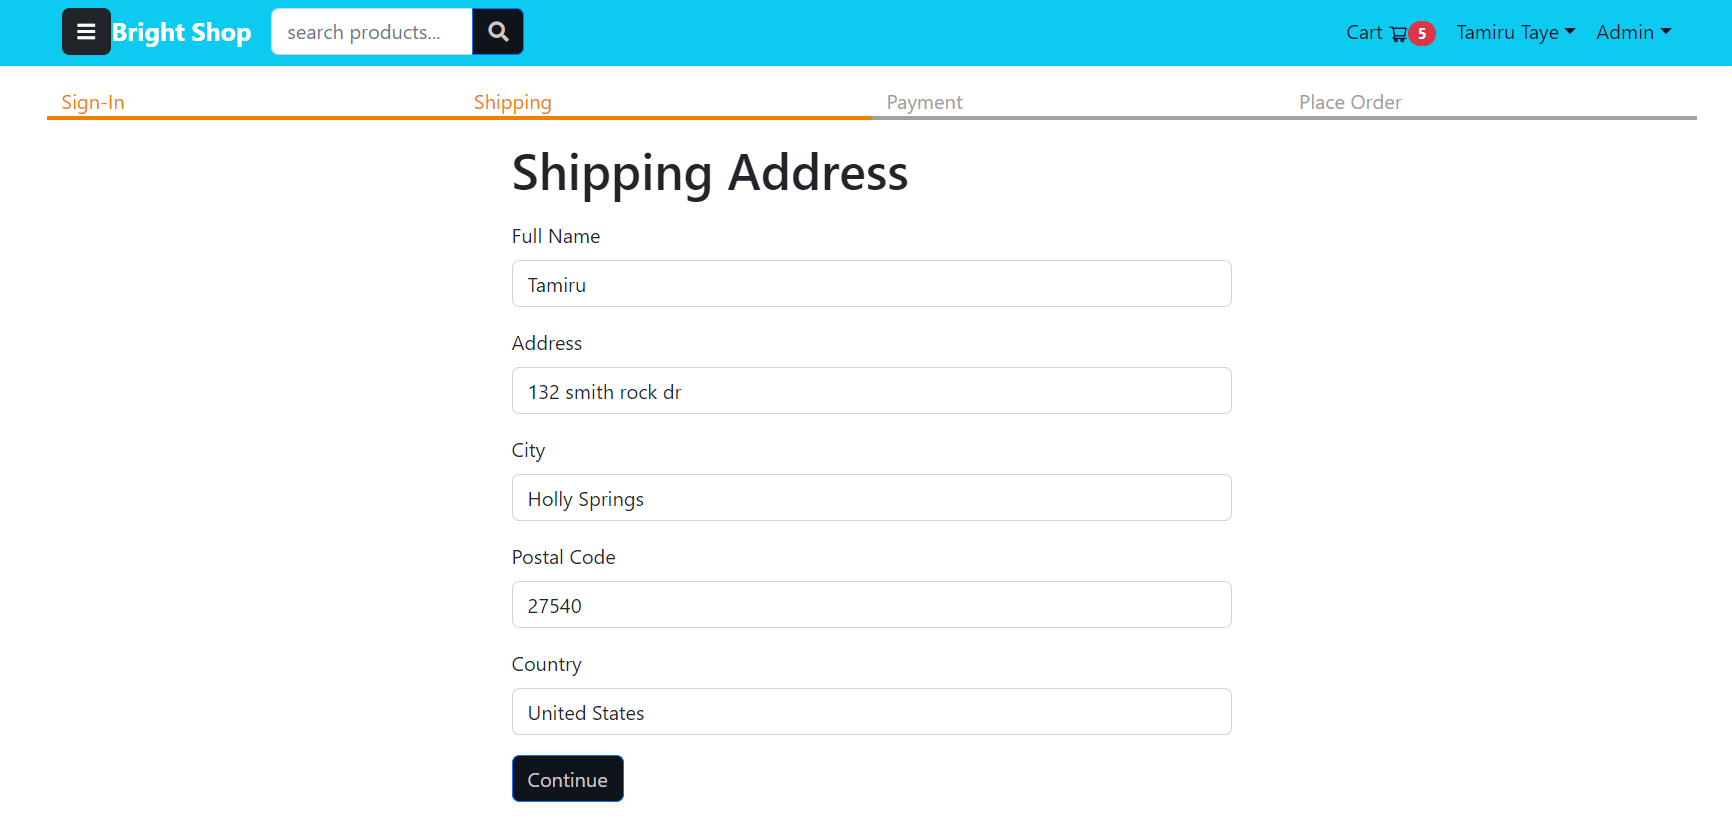 Bright Shop search products... Cart 5 Tamiru Taye Admin
Sign-In Shipping Payment Place Order
Shipping Address
Full Name
Tamiru
Address
132 smith rock dr
City
Holly Springs
Postal Code
27540
Country
United States
Continue